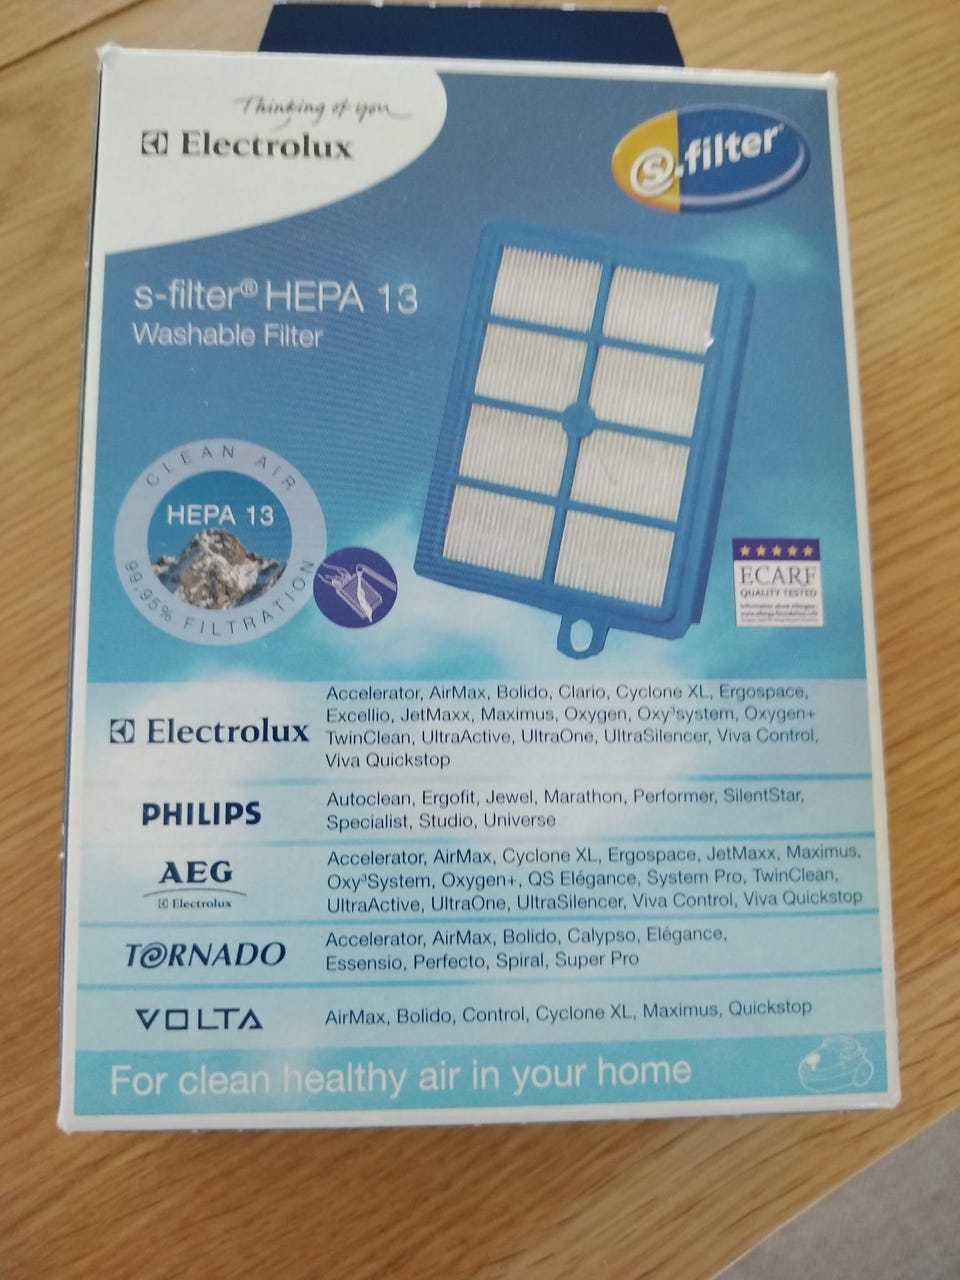 Thinking of you
Electrolux
s.filter®
s-filter® HEPA 13
Washable Filter
CLEAN AIR
HEPA 13
99.95% FILTRATION
ECARF
QUALITY TESTED
Electrolux
Accelerator, AirMax, Bolido, Clario, Cyclone XL, Ergospace,
Excellio, JetMaxx, Maximus, Oxygen, Oxy³system, Oxygen+
TwinClean, UltraActive, UltraOne, UltraSilencer, Viva Control,
Viva Quickstop
PHILIPS
Autoclean, Ergofit, Jewel, Marathon, Performer, SilentStar,
Specialist, Studio, Universe
AEG
Electrolux
Accelerator, AirMax, Cyclone XL, Ergospace, JetMaxx, Maximus,
Oxy³System, Oxygen+, QS Elégance, System Pro, TwinClean,
UltraActive, UltraOne, UltraSilencer, Viva Control, Viva Quickstop
TORNADO
Accelerator, AirMax, Bolido, Calypso, Elégance,
Essensio, Perfecto, Spiral, Super Pro
VOLTA
AirMax, Bolido, Control, Cyclone XL, Maximus, Quickstop
For clean healthy air in your home